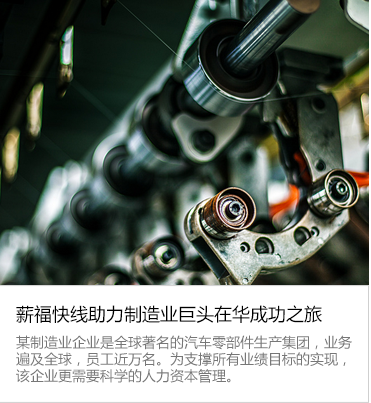 薪福快线助力制造业巨头在华成功之旅
某制造业企业是全球著名的汽车零部件生产集团，业务
遍及全球，员工近万名。为支撑所有业绩目标的实现，
该企业更需要科学的人力资本管理。